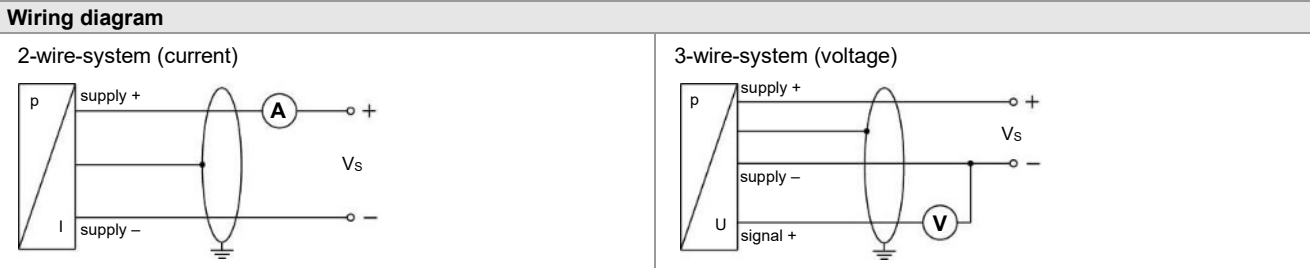 Wiring diagram
2-wire-system (current)
p
supply +
A
+
VS
I
supply –
–
3-wire-system (voltage)
p
supply +
+
VS
–
supply –
U
V
signal +